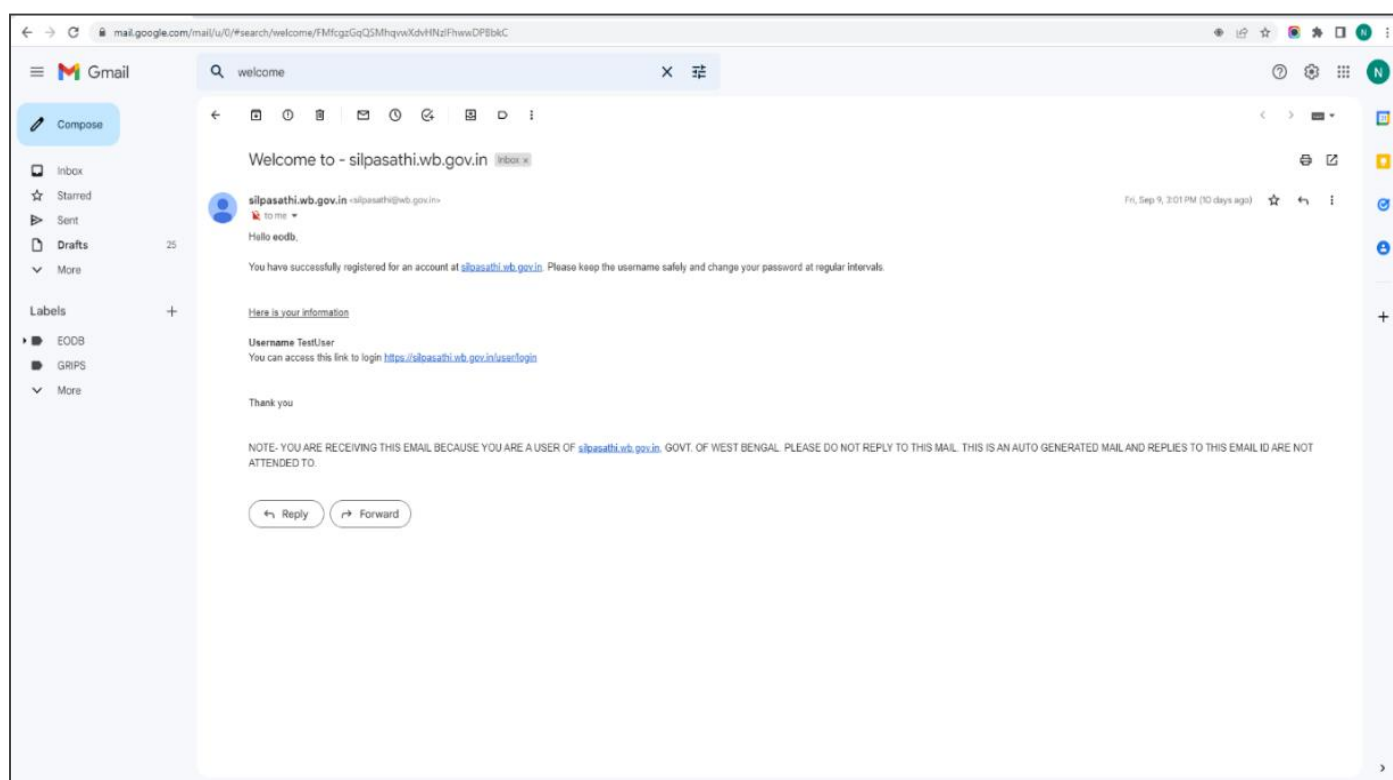 mail.google.com/mail/u/0/#search/welcome/FMfcgzGqQSMhqvwXdvHNzlFhwwDPBbkC
N
Gmail
welcome
N
Compose
Inbox
Starred
Sent
Drafts 25
More
Labels
EODB
GRIPS
More
Welcome to - silpasathi.wb.gov.in Inbox x
silpasathi.wb.gov.in <silpasathi@wb.gov.in> Fri, Sep 9, 3:01 PM (10 days ago)
to me
Hello eodb,
You have successfully registered for an account at silpasathi.wb.gov.in. Please keep the username safely and change your password at regular intervals.
Here is your information
Username TestUser
You can access this link to login https://silpasathi.wb.gov.in/user/login
Thank you
NOTE- YOU ARE RECEIVING THIS EMAIL BECAUSE YOU ARE A USER OF silpasathi.wb.gov.in, GOVT. OF WEST BENGAL. PLEASE DO NOT REPLY TO THIS MAIL. THIS IS AN AUTO GENERATED MAIL AND REPLIES TO THIS EMAIL ID ARE NOT
ATTENDED TO.
Reply Forward